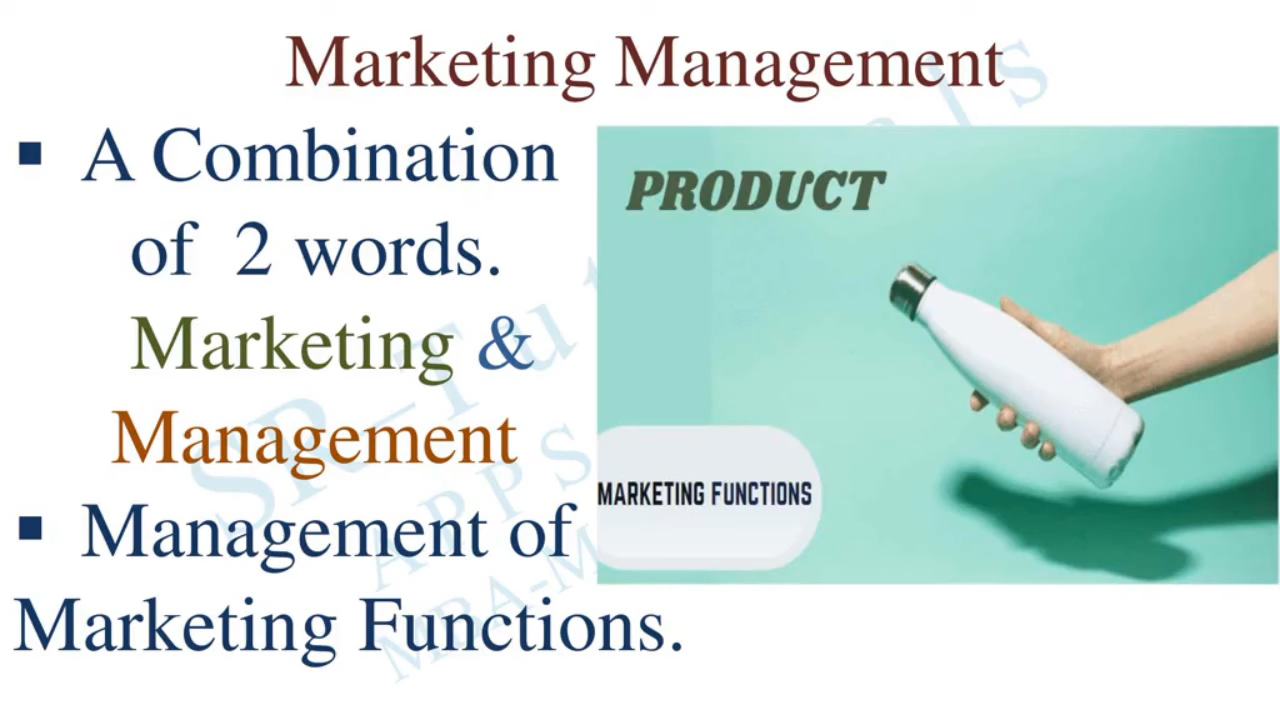 Marketing Management
▪ A Combination
of 2 words.
Marketing &
Management
▪ Management of
Marketing Functions.
PRODUCT
MARKETING FUNCTIONS